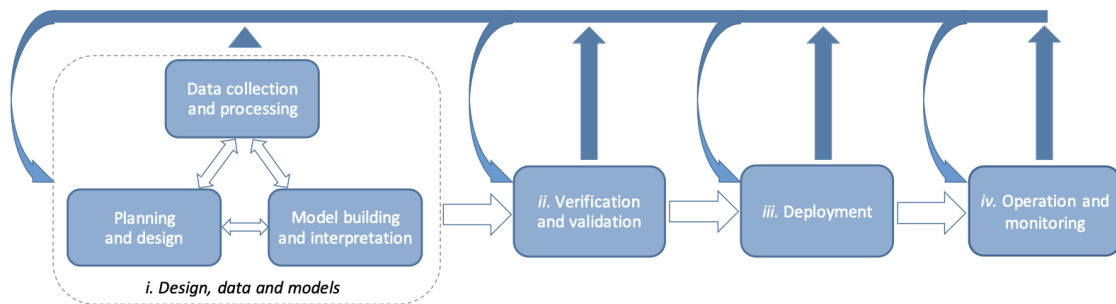 Data collection
and processing
Planning
and design
Model building
and interpretation
i. Design, data and models
ii. Verification
and validation
iii. Deployment
iv. Operation and
monitoring